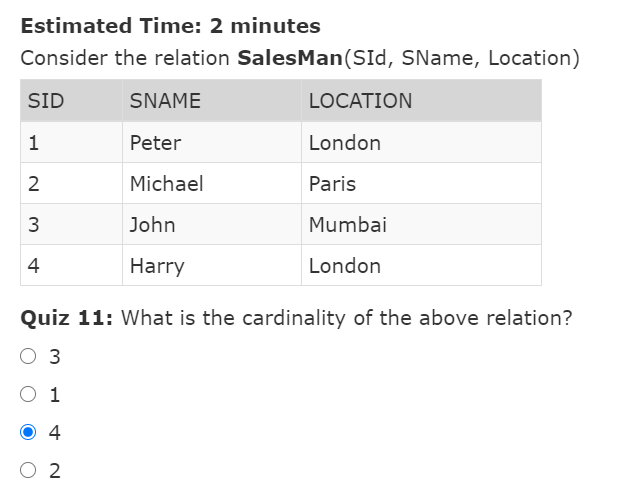 Estimated Time: 2 minutes
Consider the relation SalesMan(SId, SName, Location)
SID SNAME LOCATION
1 Peter London
2 Michael Paris
3 John Mumbai
4 Harry London
Quiz 11: What is the cardinality of the above relation?
3
1
4
2